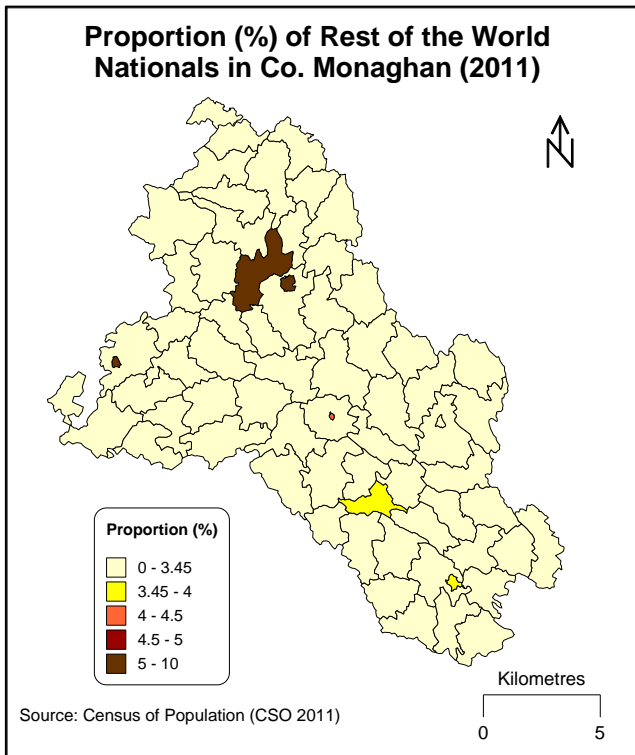 Proportion (%) of Rest of the World
Nationals in Co. Monaghan (2011)
N
Proportion (%)
0 - 3.45
3.45 - 4
4 - 4.5
4.5 - 5
5 - 10
Kilometres
0 5
Source: Census of Population (CSO 2011)